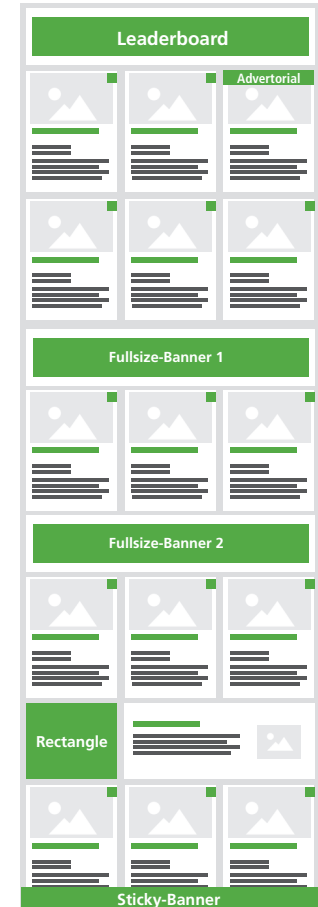 Leaderboard
Advertorial
Fullsize-Banner 1
Fullsize-Banner 2
Rectangle
Sticky-Banner